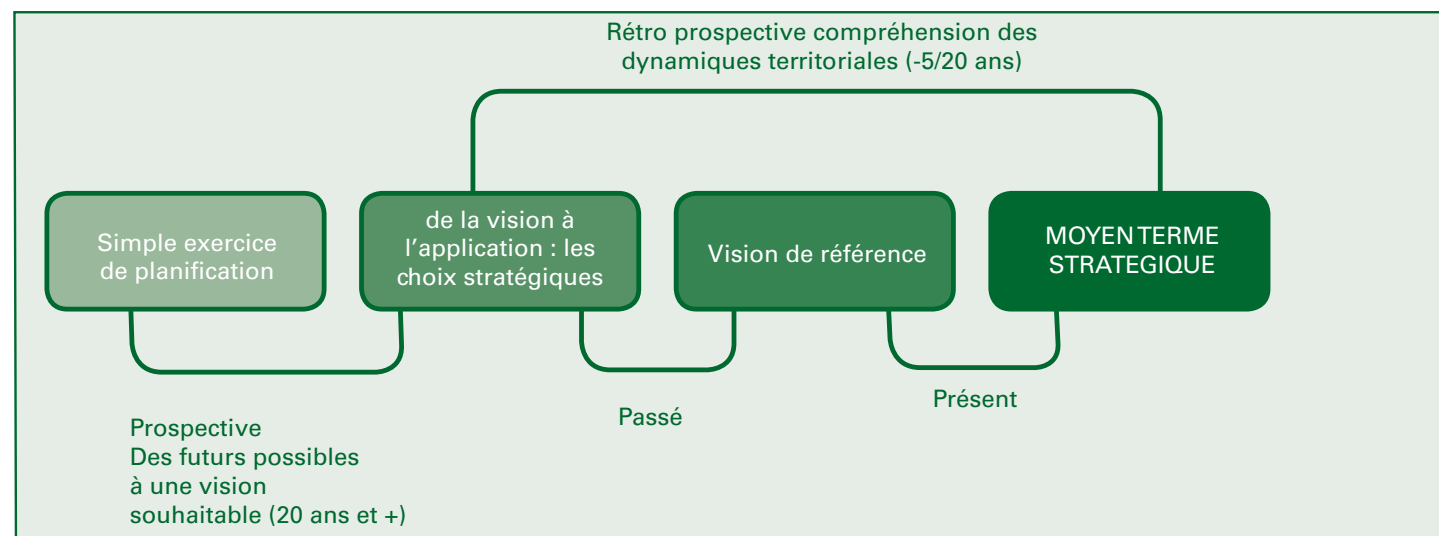 Rétro prospective compréhension des
dynamiques territoriales (-5/20 ans)
Simple exercice
de planification
de la vision à
l’application : les
choix stratégiques
Vision de référence
MOYEN TERME
STRATEGIQUE
Prospective
Des futurs possibles
à une vision
souhaitable (20 ans et +)
Passé
Présent